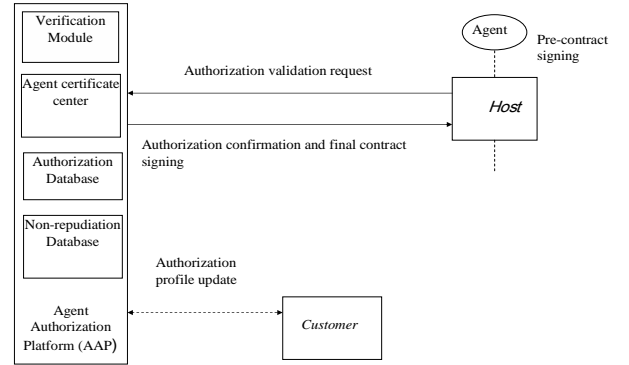 Verification
Module
Agent certificate
center
Authorization
Database
Non-repudiation
Database
Agent
Authorization
Platform (AAP)
Authorization validation request
Authorization confirmation and final contract
signing
Authorization
profile update
Agent
Pre-contract
signing
Host
Customer